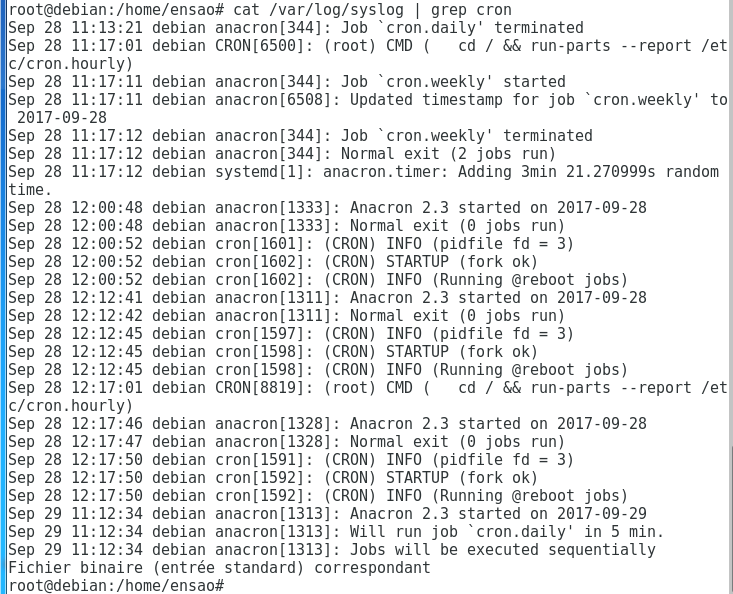 root@debian:/home/ensao# cat /var/log/syslog | grep cron
Sep 28 11:13:21 debian anacron[344]: Job `cron.daily' terminated
Sep 28 11:17:01 debian CRON[6500]: (root) CMD (   cd / && run-parts --report /et
c/cron.hourly)
Sep 28 11:17:11 debian anacron[344]: Job `cron.weekly' started
Sep 28 11:17:11 debian anacron[6508]: Updated timestamp for job `cron.weekly' to
 2017-09-28
Sep 28 11:17:12 debian anacron[344]: Job `cron.weekly' terminated
Sep 28 11:17:12 debian anacron[344]: Normal exit (2 jobs run)
Sep 28 11:17:12 debian systemd[1]: anacron.timer: Adding 3min 21.270999s random
time.
Sep 28 12:00:48 debian anacron[1333]: Anacron 2.3 started on 2017-09-28
Sep 28 12:00:48 debian anacron[1333]: Normal exit (0 jobs run)
Sep 28 12:00:52 debian cron[1601]: (CRON) INFO (pidfile fd = 3)
Sep 28 12:00:52 debian cron[1602]: (CRON) STARTUP (fork ok)
Sep 28 12:00:52 debian cron[1602]: (CRON) INFO (Running @reboot jobs)
Sep 28 12:12:41 debian anacron[1311]: Anacron 2.3 started on 2017-09-28
Sep 28 12:12:42 debian anacron[1311]: Normal exit (0 jobs run)
Sep 28 12:12:45 debian cron[1597]: (CRON) INFO (pidfile fd = 3)
Sep 28 12:12:45 debian cron[1598]: (CRON) STARTUP (fork ok)
Sep 28 12:12:45 debian cron[1598]: (CRON) INFO (Running @reboot jobs)
Sep 28 12:17:01 debian CRON[8819]: (root) CMD (   cd / && run-parts --report /et
c/cron.hourly)
Sep 28 12:17:46 debian anacron[1328]: Anacron 2.3 started on 2017-09-28
Sep 28 12:17:47 debian anacron[1328]: Normal exit (0 jobs run)
Sep 28 12:17:50 debian cron[1591]: (CRON) INFO (pidfile fd = 3)
Sep 28 12:17:50 debian cron[1592]: (CRON) STARTUP (fork ok)
Sep 28 12:17:50 debian cron[1592]: (CRON) INFO (Running @reboot jobs)
Sep 29 11:12:34 debian anacron[1313]: Anacron 2.3 started on 2017-09-29
Sep 29 11:12:34 debian anacron[1313]: Will run job `cron.daily' in 5 min.
Sep 29 11:12:34 debian anacron[1313]: Jobs will be executed sequentially
Fichier binaire (entrée standard) correspondant
root@debian:/home/ensao#